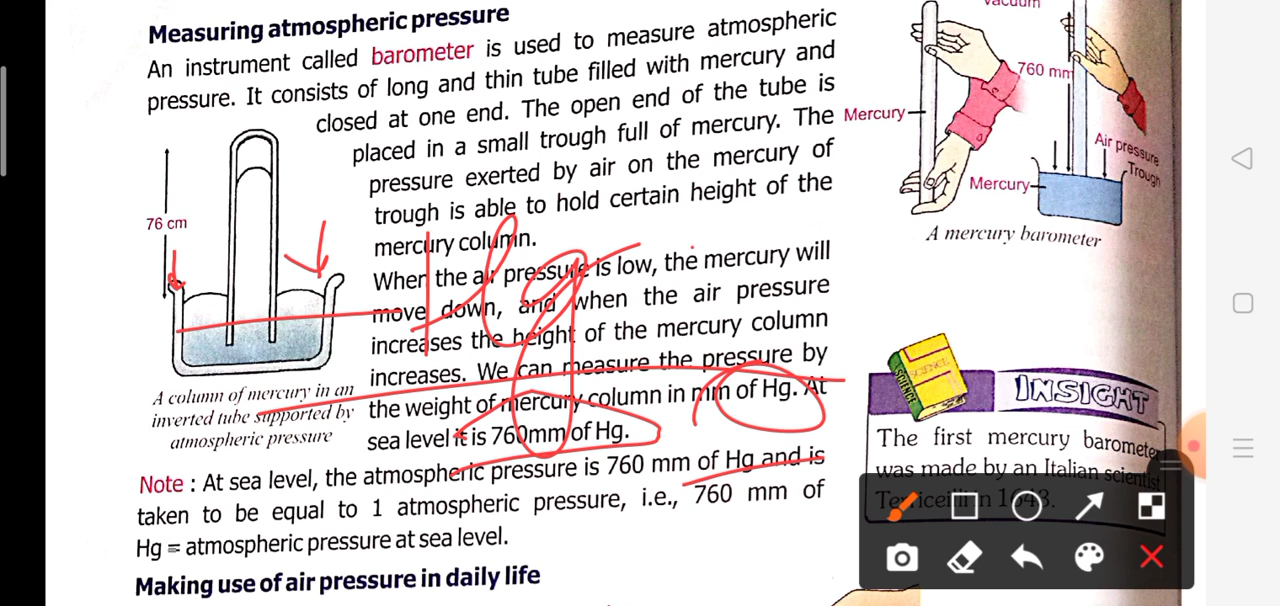 Measuring atmospheric pressure
An instrument called barometer is used to measure atmospheric
pressure. It consists of long and thin tube filled with mercury and
closed at one end. The open end of the tube is
placed in a small trough full of mercury. The
pressure exerted by air on the mercury of
trough is able to hold certain height of the
mercury column.
When the air pressure is low, the mercury will
move down, and when the air pressure
increases the height of the mercury column
increases. We can measure the pressure by
the weight of mercury column in mm of Hg. At
sea level it is 760mm of Hg.
76 cm
A column of mercury in an
inverted tube supported by
atmospheric pressure
Hg
Note : At sea level, the atmospheric pressure is 760 mm of Hg and is
taken to be equal to 1 atmospheric pressure, i.e., 760 mm of
Hg = atmospheric pressure at sea level.
Making use of air pressure in daily life
Vacuum
760 mm
Mercury
Air pressure
Trough
Mercury
A mercury barometer
SCIENCE
SCIENCE
INSIGHT
The first mercury barometer
was made by an Italian scientist
in 1643.